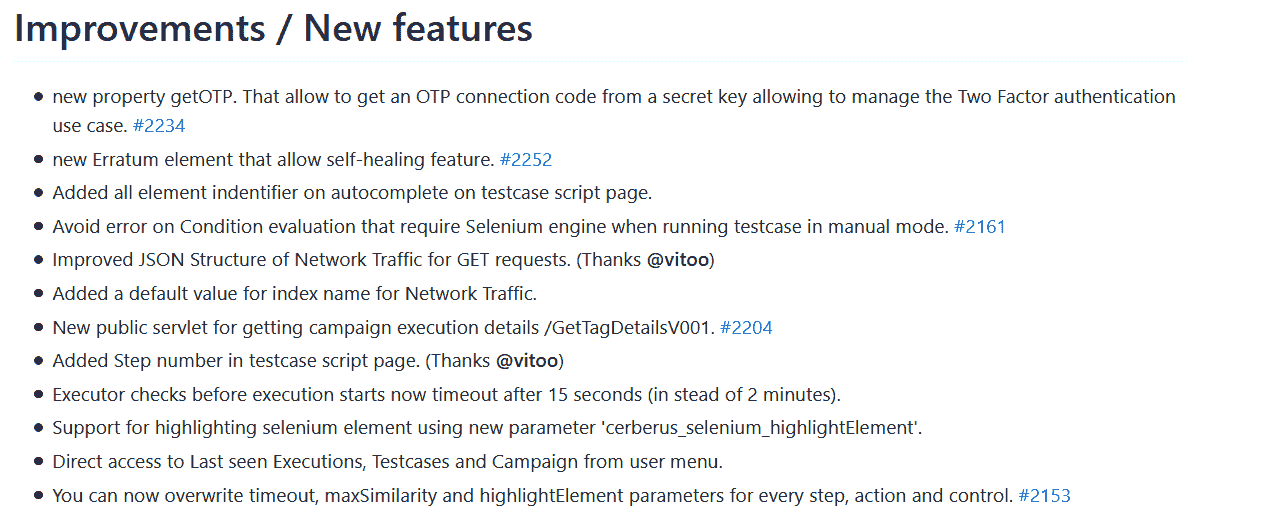 Improvements / New features
• new property getOTP. That allow to get an OTP connection code from a secret key allowing to manage the Two Factor authentication
use case. #2234
• new Erratum element that allow self-healing feature. #2252
• Added all element indentifier on autocomplete on testcase script page.
• Avoid error on Condition evaluation that require Selenium engine when running testcase in manual mode. #2161
• Improved JSON Structure of Network Traffic for GET requests. (Thanks @vitoo)
• Added a default value for index name for Network Traffic.
• New public servlet for getting campaign execution details /GetTagDetailsV001. #2204
• Added Step number in testcase script page. (Thanks @vitoo)
• Executor checks before execution starts now timeout after 15 seconds (in stead of 2 minutes).
• Support for highlighting selenium element using new parameter 'cerberus_selenium_highlightElement'.
• Direct access to Last seen Executions, Testcases and Campaign from user menu.
• You can now overwrite timeout, maxSimilarity and highlightElement parameters for every step, action and control. #2153